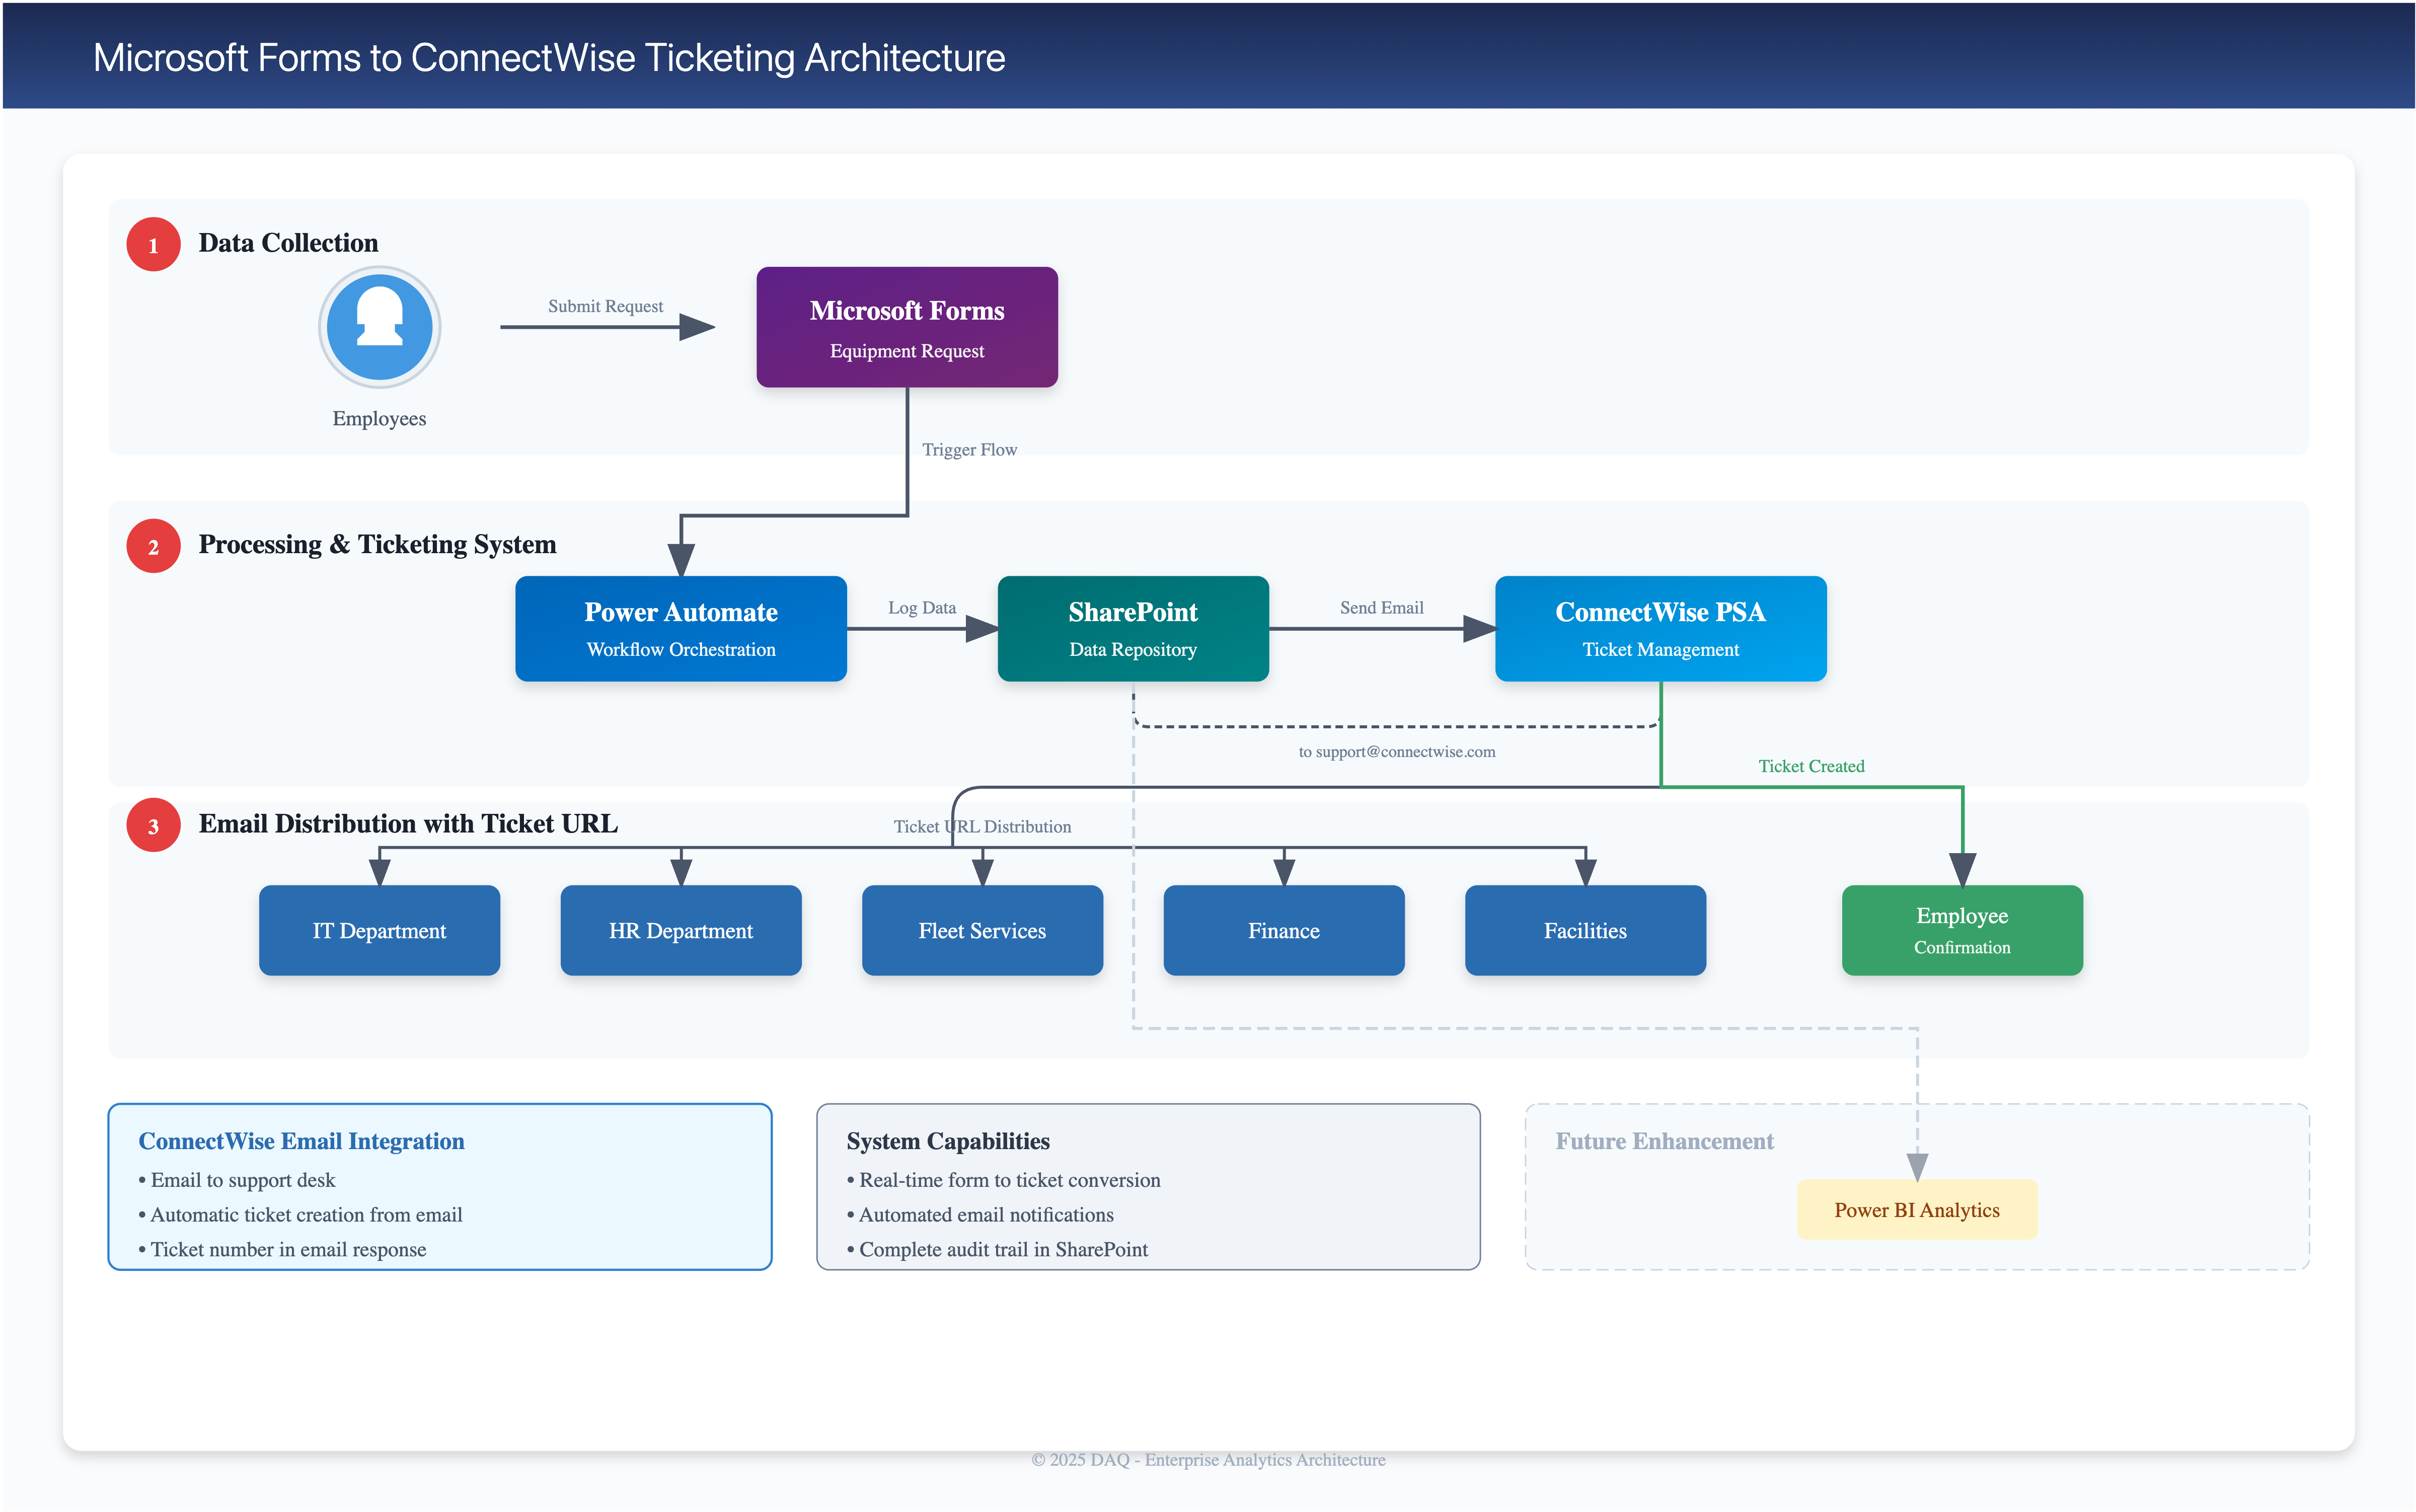 Microsoft Forms to ConnectWise Ticketing Architecture
1
Data Collection
Submit Request
Employees
Microsoft Forms
Equipment Request
Trigger Flow
2
Processing & Ticketing System
Power Automate
Workflow Orchestration
Log Data
SharePoint
Data Repository
Send Email
ConnectWise PSA
Ticket Management
to support@connectwise.com
Ticket Created
3
Email Distribution with Ticket URL
Ticket URL Distribution
IT Department
HR Department
Fleet Services
Finance
Facilities
Employee
Confirmation
ConnectWise Email Integration
• Email to support desk
• Automatic ticket creation from email
• Ticket number in email response
System Capabilities
• Real-time form to ticket conversion
• Automated email notifications
• Complete audit trail in SharePoint
Future Enhancement
Power BI Analytics
© 2025 DAQ - Enterprise Analytics Architecture